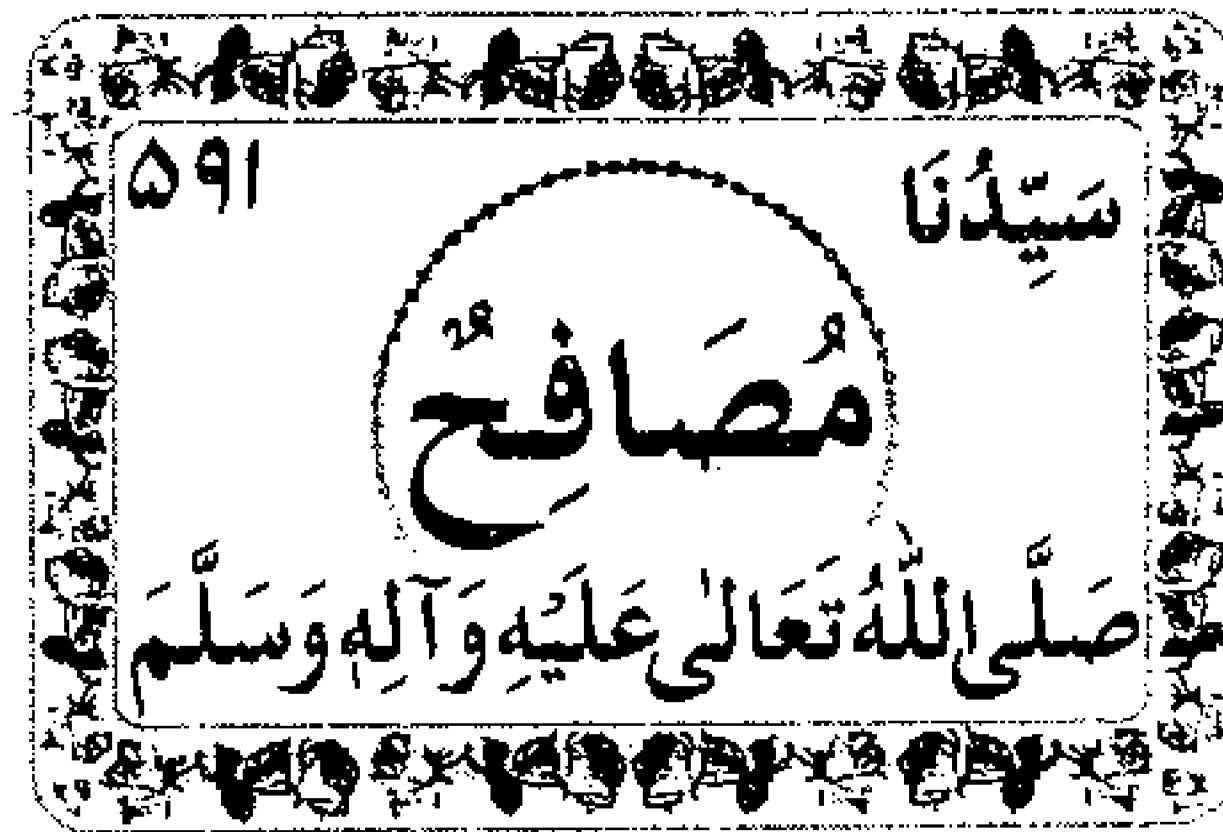 سَيِّدُنَا ۵۹۱
مُصَافِحٌ
صَلَّى اللّٰهُ تَعَالٰى عَلَيْهِ وَآلِهٖ وَسَلَّمَ